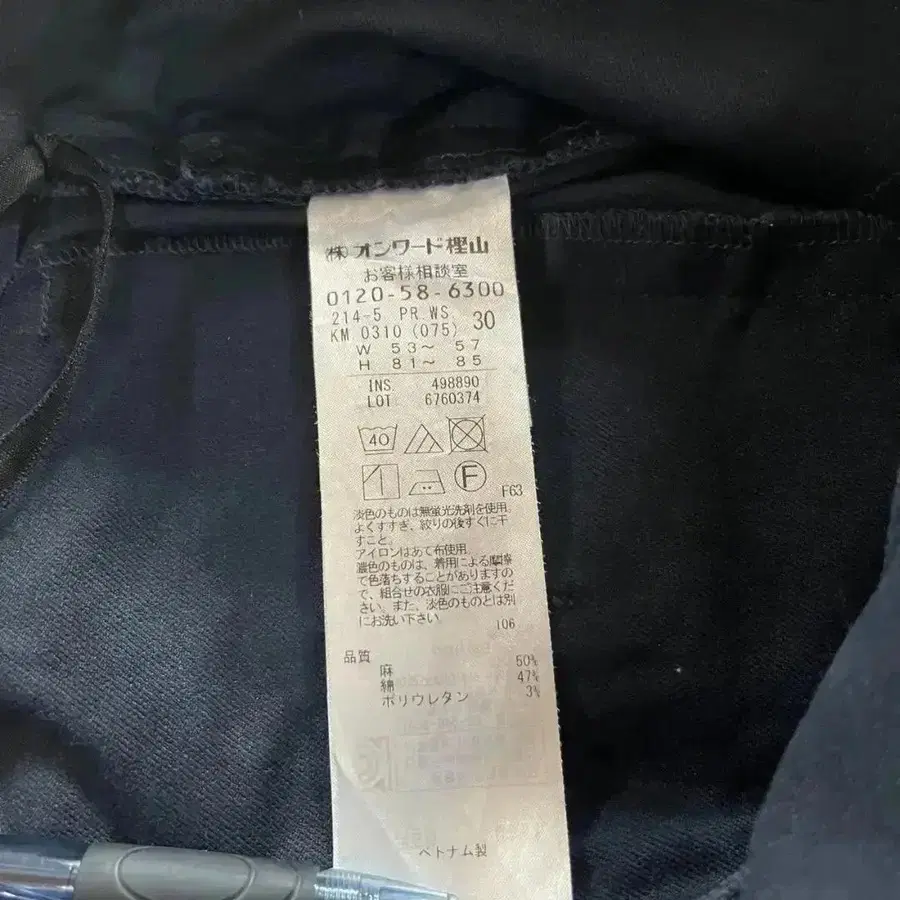 ㈱オンワード樫山
お客様相談室
0120-58-6300
214-5 PR.WS.
KM 0310 (075) 30
W 53～ 57
H 81～ 85
INS. 498890
LOT 6760374
40
F
F63
淡色のものは無蛍光洗剤を使用
よくすすぎ、絞りの後すぐに干
すこと。
アイロンはあて布使用
濃色のものは、着用による摩擦
で色落ちすることがありますの
で、組合せの衣服にご注意くだ
さい。また、淡色のものとは別
にお洗い下さい。
106
品質
麻 50%
綿 47%
ポリウレタン 3%
ベトナム製